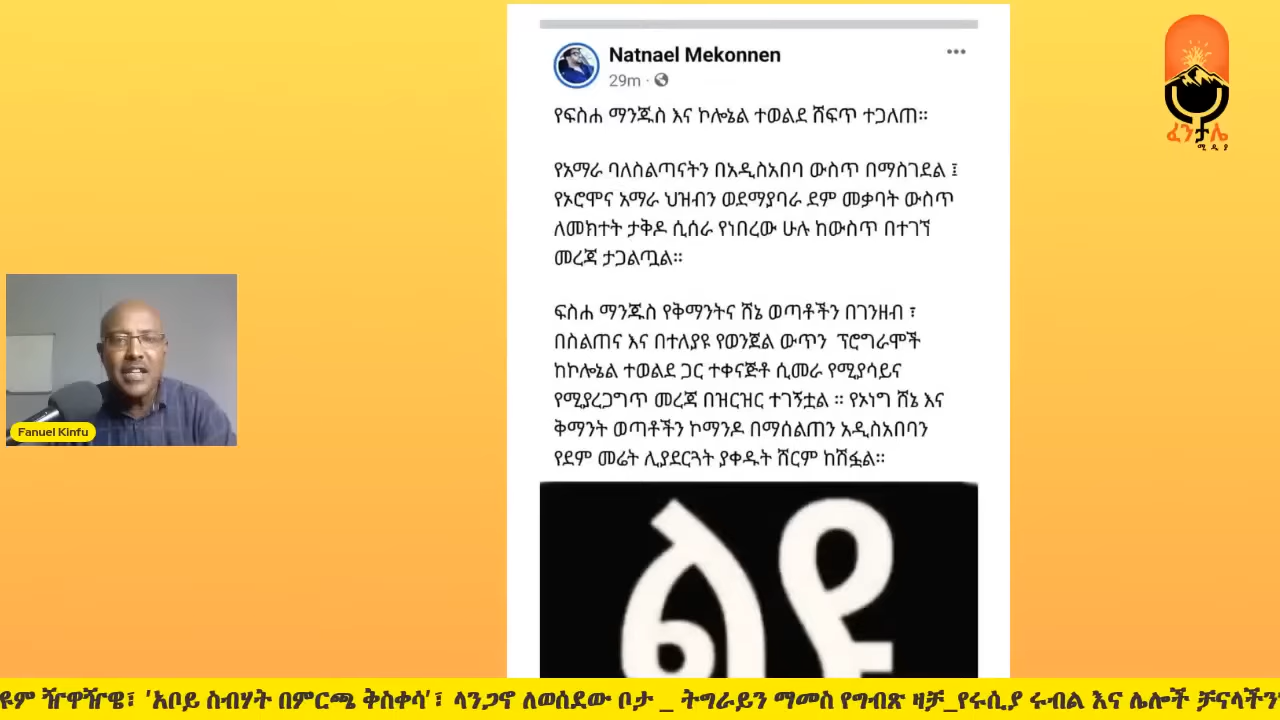 Natnael Mekonnen
29m
የፍስሐ ማንጁስ እና ኮሎኔል ተወልደ ሸፍጥ ተጋለጠ።
የአማራ ባለስልጣናትን በአዲስአበባ ውስጥ በማስገደል ፤
የኦሮሞና አማራ ህዝብን ወደማያባራ ደም መቃባት ውስጥ
ለመክተት ታቅዶ ሲሰራ የነበረው ሁሉ ከውስጥ በተገኘ
መረጃ ታጋልጧል።
ፍስሐ ማንጁስ የቅማንትና ሸኔ ወጣቶችን በገንዘብ ፣
በስልጠና እና በተለያዩ የወንጀል ውጥን ፕሮግራሞች
ከኮሎኔል ተወልደ ጋር ተቀናጅቶ ሲመራ የሚያሳይና
የሚያረጋግጥ መረጃ በዝርዝር ተገኝቷል ። የኦነግ ሸኔ እና
ቅማንት ወጣቶችን ኮማንዶ በማሰልጠን አዲስአበባን
የደም መሬት ሊያደርጓት ያቀዱት ሸርም ከሽፏል።
ልዩ
ፈንታሌ
ሚዲያ
Fanuel Kinfu
ዩም ዥዋዥዌ፣ 'አቦይ ስብሃት በምርጫ ቅስቀሳ'፣ ላንጋኖ ለወሰደው ቦታ _ ትግራይን ማመስ የግብጽ ዛቻ_የሩሲያ ሩብል እና ሌሎች ቻናላችን